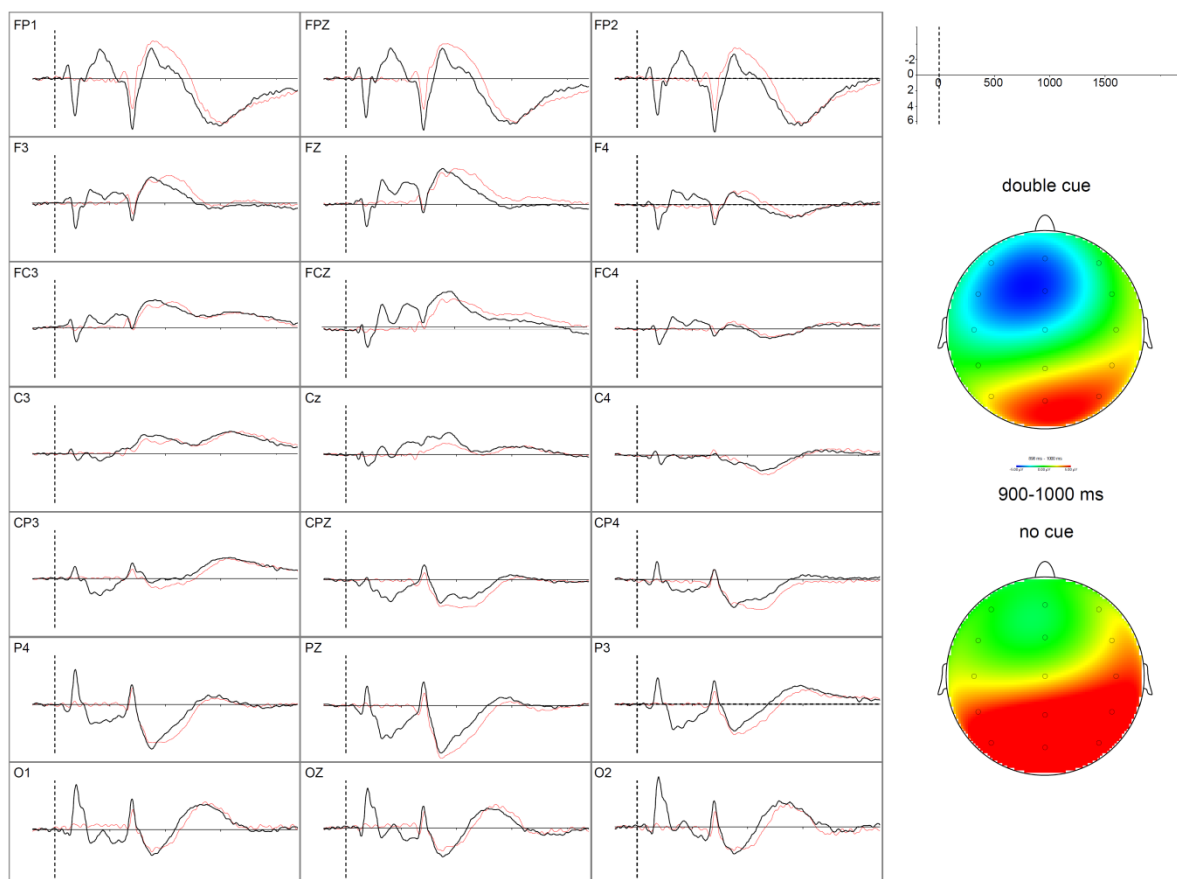 FP1 FPZ FP2
-2
0
2
4
6
0 500 1000 1500
F3 FZ F4
double cue
FC3 FCZ FC4
C3 Cz C4
900-1000 ms
CP3 CPZ CP4
no cue
P4 PZ P3
O1 OZ O2